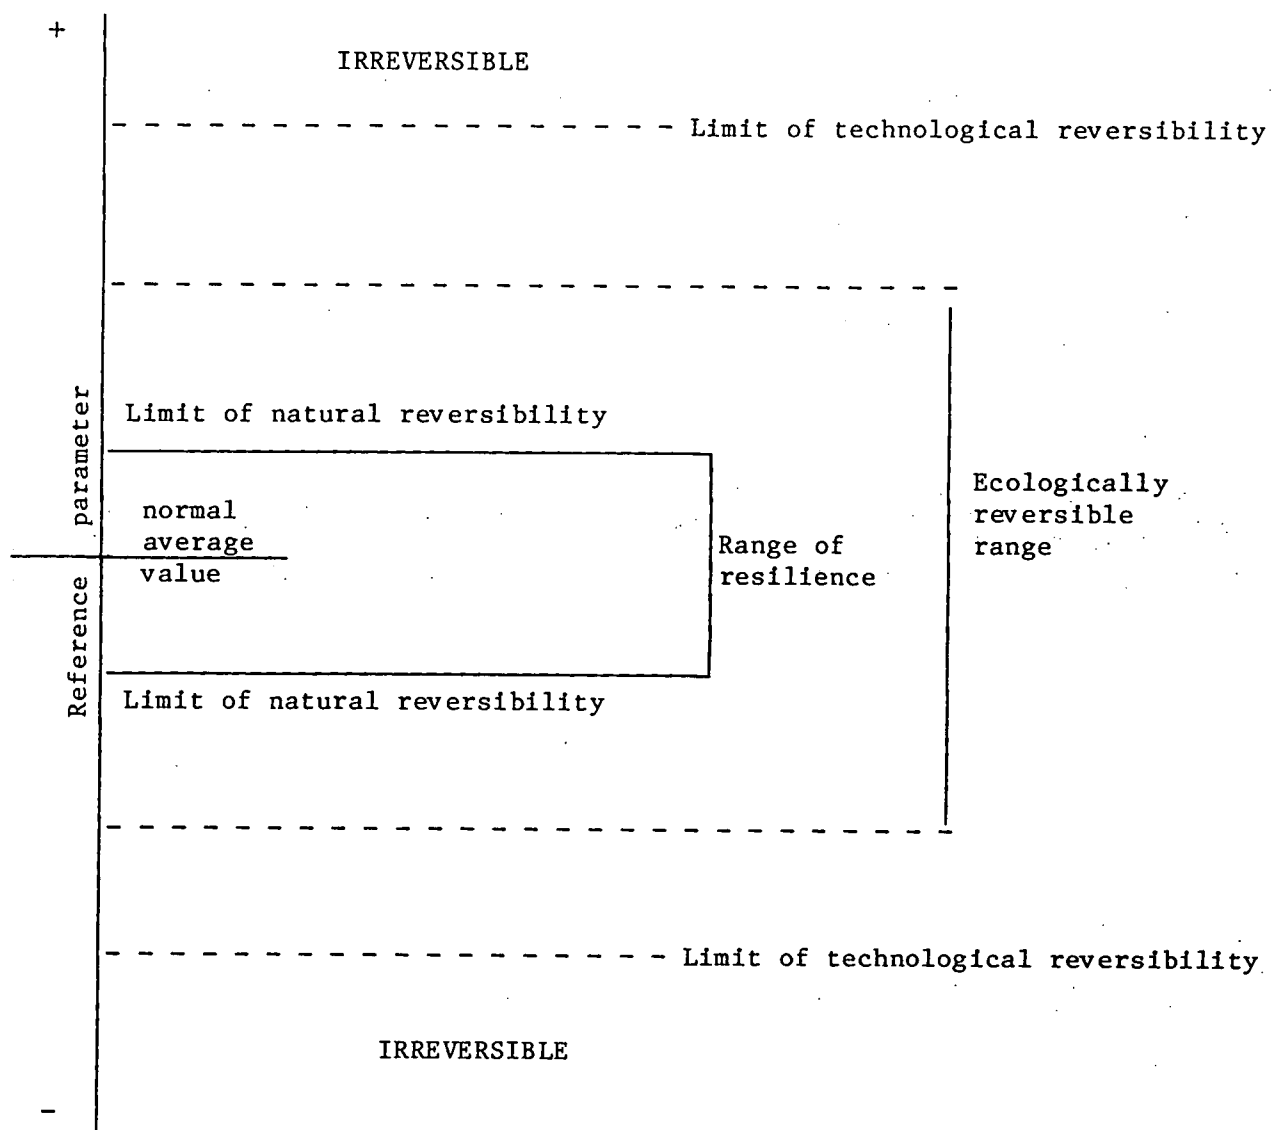 +
IRREVERSIBLE
Limit of technological reversibility
Limit of natural reversibility
Reference parameter
normal
average
value
Range of
resilience
Ecologically
reversible
range
Limit of natural reversibility
Limit of technological reversibility
IRREVERSIBLE
-